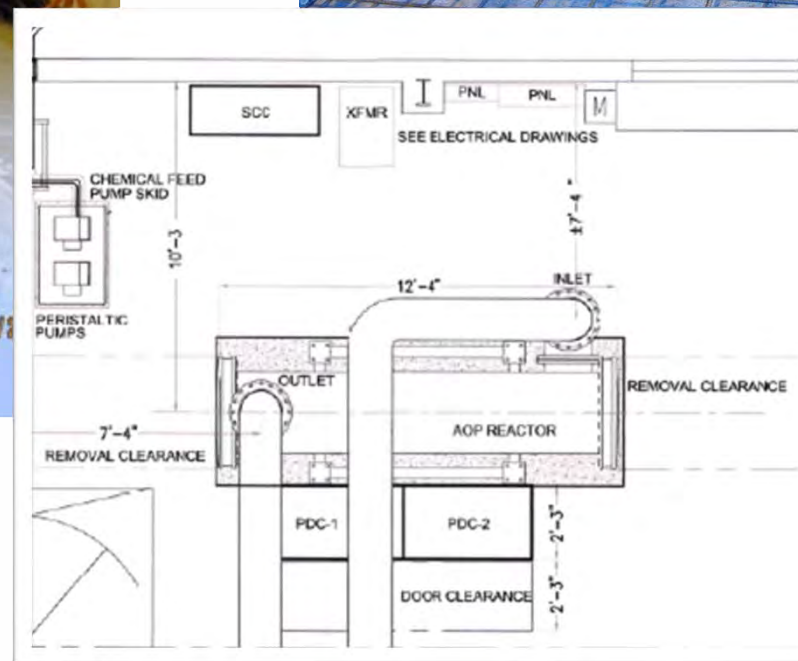 SCC
XFMR
PNL
PNL
M
SEE ELECTRICAL DRAWINGS
CHEMICAL FEED
PUMP SKID
10'-3
±7'-4"
12'-4"
INLET
PERISTALTIC
PUMPS
OUTLET
REMOVAL CLEARANCE
7'-4"
AOP REACTOR
REMOVAL CLEARANCE
PDC-1
PDC-2
2'-3"
DOOR CLEARANCE
2'-3"